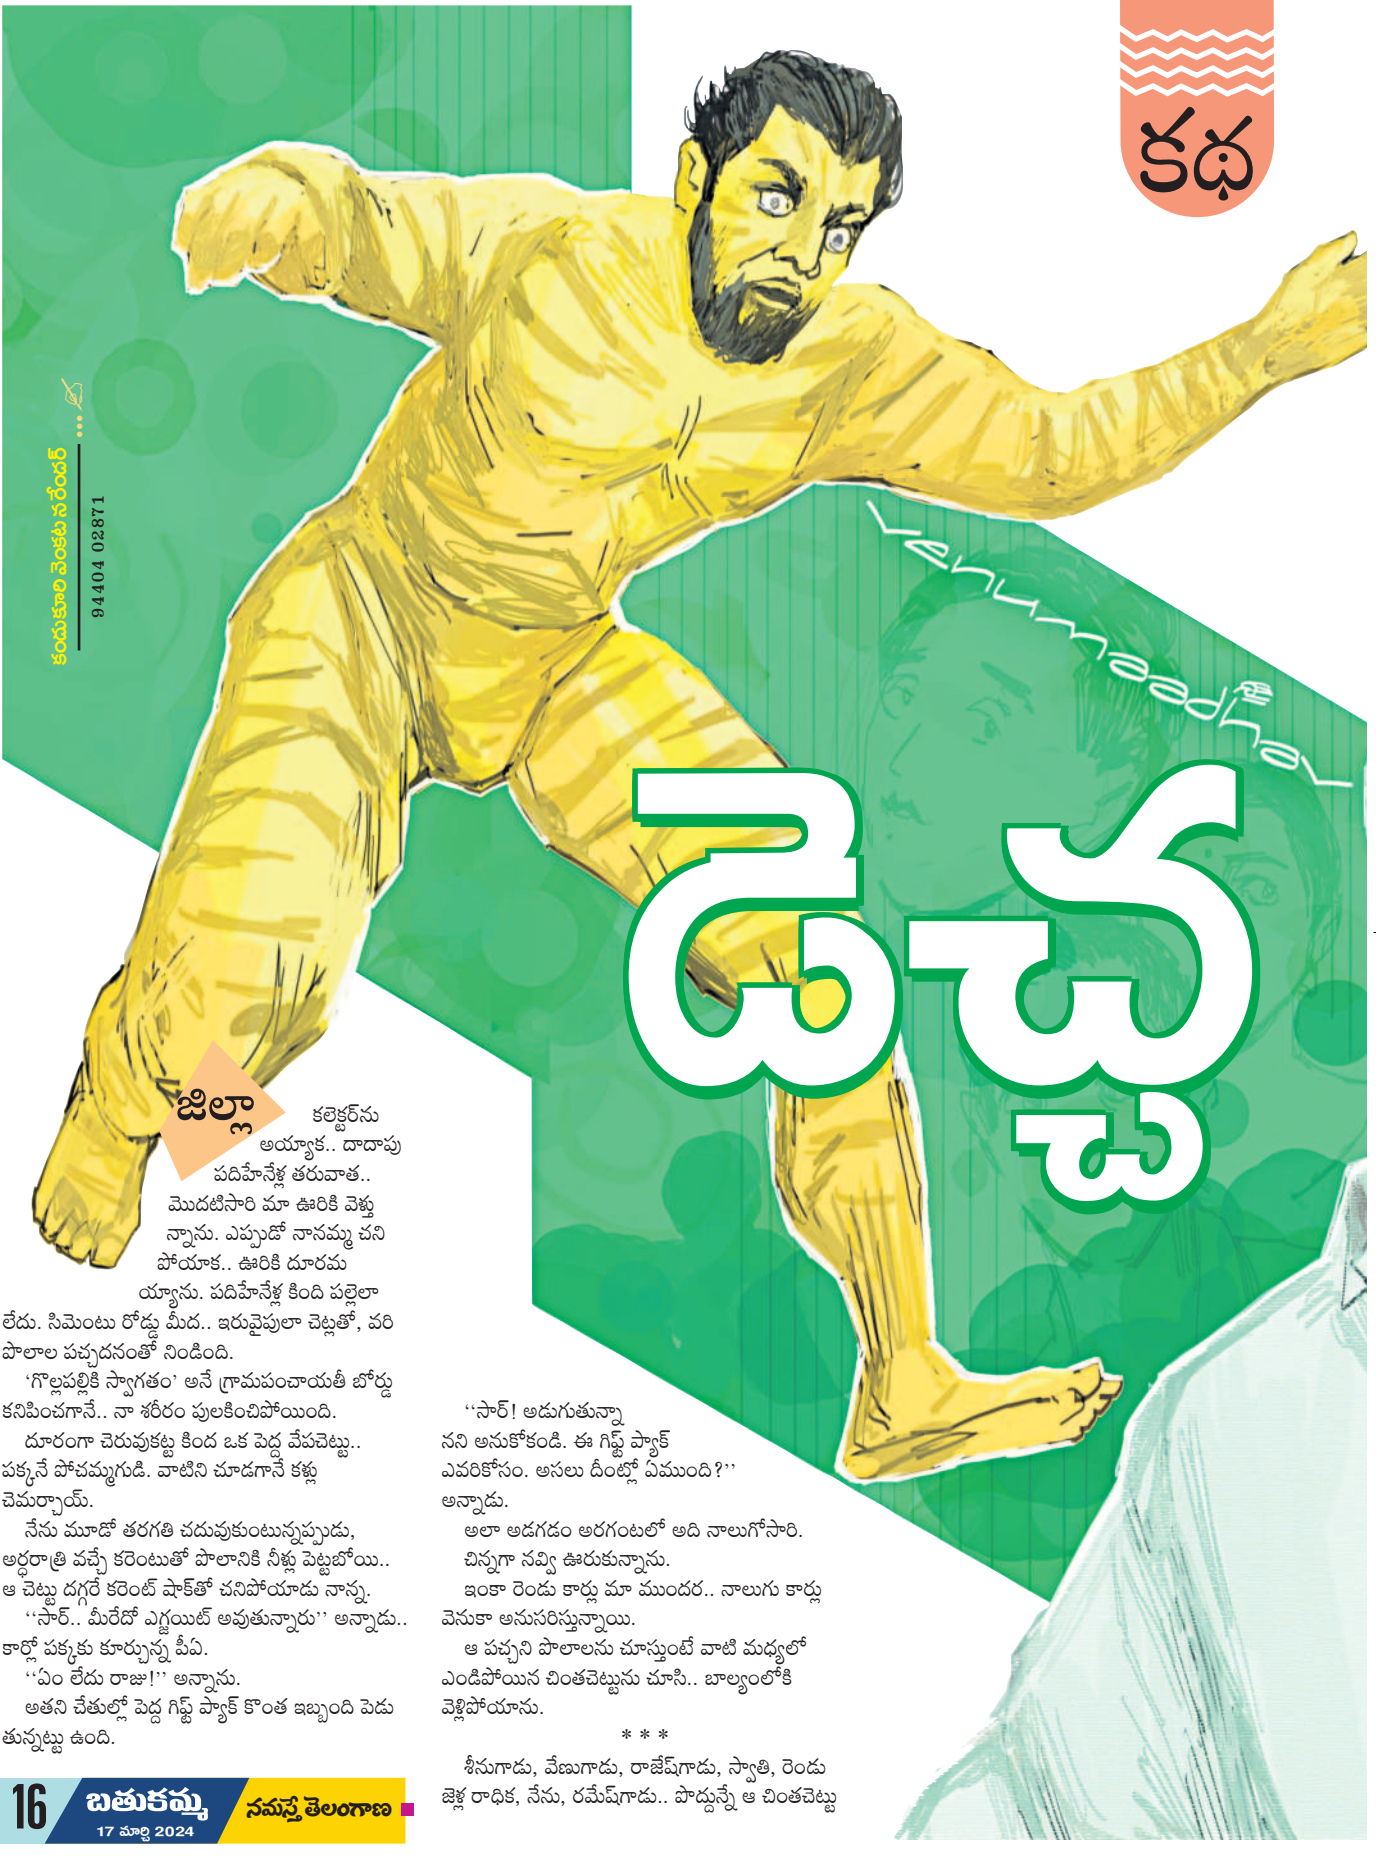 కథ
కందుకూరి వెంకట నరేందర్
94404 02871
venumaadhav
డెచ్చ
జిల్లా కలెక్టర్‌ను
అయ్యాక.. దాదాపు
పదిహేనేళ్ల తరువాత..
మొదటిసారి మా ఊరికి వెళ్తు
న్నాను. ఎప్పుడో నానమ్మ చని
పోయాక.. ఊరికి దూరమ
య్యాను. పదిహేనేళ్ల కింది పల్లెలా
లేదు. సిమెంటు రోడ్డు మీద.. ఇరువైపులా చెట్లతో, వరి
పొలాల పచ్చదనంతో నిండింది.
‘గొల్లపల్లికి స్వాగతం’ అనే గ్రామపంచాయతీ బోర్డు
కనిపించగానే.. నా శరీరం పులకించిపోయింది.
దూరంగా చెరువుకట్ట కింద ఒక పెద్ద వేపచెట్టు..
పక్కనే పోచమ్మగుడి. వాటిని చూడగానే కళ్లు
చెమర్చాయ్.
నేను మూడో తరగతి చదువుకుంటున్నప్పుడు,
అర్ధరాత్రి వచ్చే కరెంటుతో పొలానికి నీళ్లు పెట్టబోయి..
ఆ చెట్టు దగ్గరే కరెంట్ షాక్‌తో చనిపోయాడు నాన్న.
‘‘సార్.. మీరేదో ఎగ్జయిట్ అవుతున్నారు’’ అన్నాడు..
కార్లో పక్కకు కూర్చున్న పీఏ.
‘‘ఏం లేదు రాజు!’’ అన్నాను.
అతని చేతుల్లో పెద్ద గిఫ్ట్ ప్యాక్ కొంత ఇబ్బంది పెడు
తున్నట్టు ఉంది.
‘‘సార్! అడుగుతున్నా
నని అనుకోకండి. ఈ గిఫ్ట్ ప్యాక్
ఎవరికోసం. అసలు దీంట్లో ఏముంది?’’
అన్నాడు.
అలా అడగడం అరగంటలో అది నాలుగోసారి.
చిన్నగా నవ్వి ఊరుకున్నాను.
ఇంకా రెండు కార్లు మా ముందర.. నాలుగు కార్లు
వెనుకా అనుసరిస్తున్నాయి.
ఆ పచ్చని పొలాలను చూస్తుంటే వాటి మధ్యలో
ఎండిపోయిన చింతచెట్టును చూసి.. బాల్యంలోకి
వెళ్లిపోయాను.
* * *
శీనుగాడు, వేణుగాడు, రాజేష్‌గాడు, స్వాతి, రెండు
జెళ్ల రాధిక, నేను, రమేష్‌గాడు.. పొద్దున్నే ఆ చింతచెట్టు
16
బతుకమ్మ
17 మార్చి 2024
నమస్తే తెలంగాణ